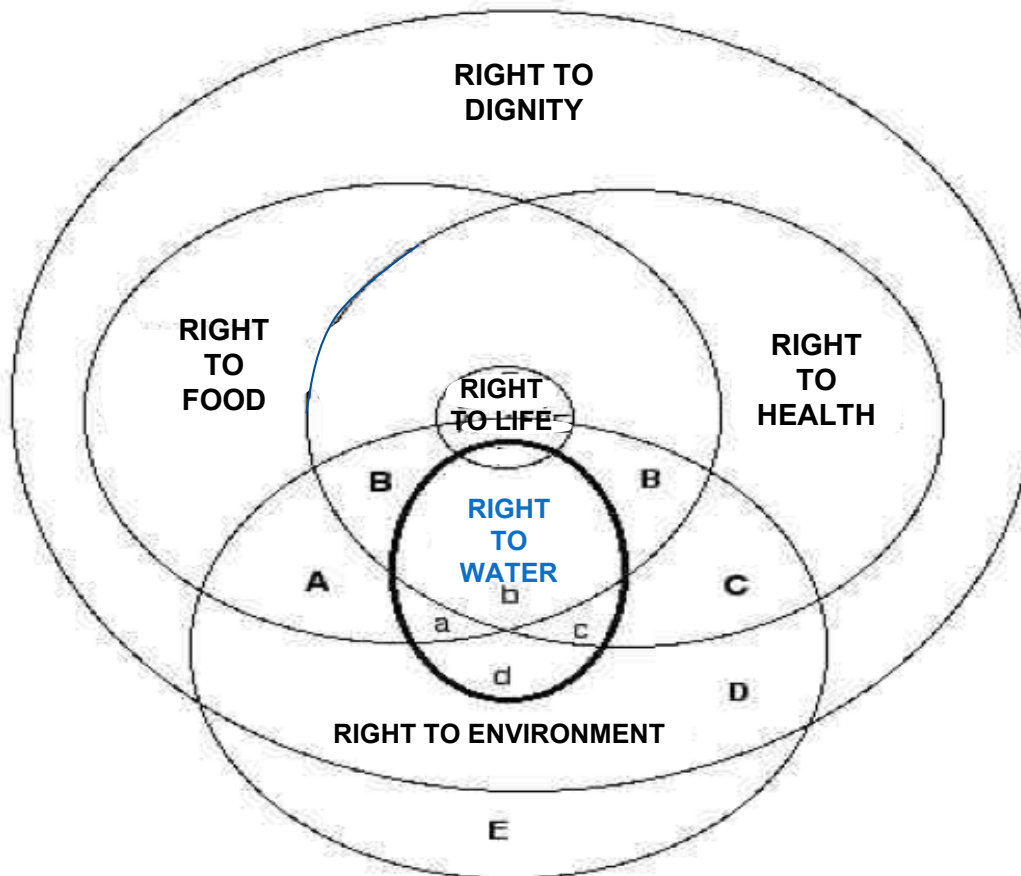 RIGHT TO
DIGNITY
RIGHT
TO
FOOD
RIGHT
TO
HEALTH
RIGHT
TO LIFE
B
B
RIGHT
TO
WATER
A
C
b
a
c
d
D
RIGHT TO ENVIRONMENT
E